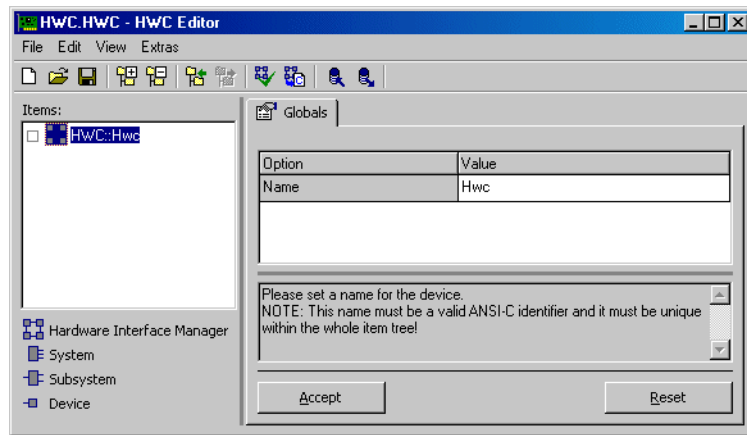 HWC.HWC - HWC Editor
File Edit View Extras
Items:
HWC::Hwc
Hardware Interface Manager
System
Subsystem
Device
Globals
Option Value
Name Hwc
Please set a name for the device.
NOTE: This name must be a valid ANSI-C identifier and it must be unique
within the whole item tree!
Accept Reset